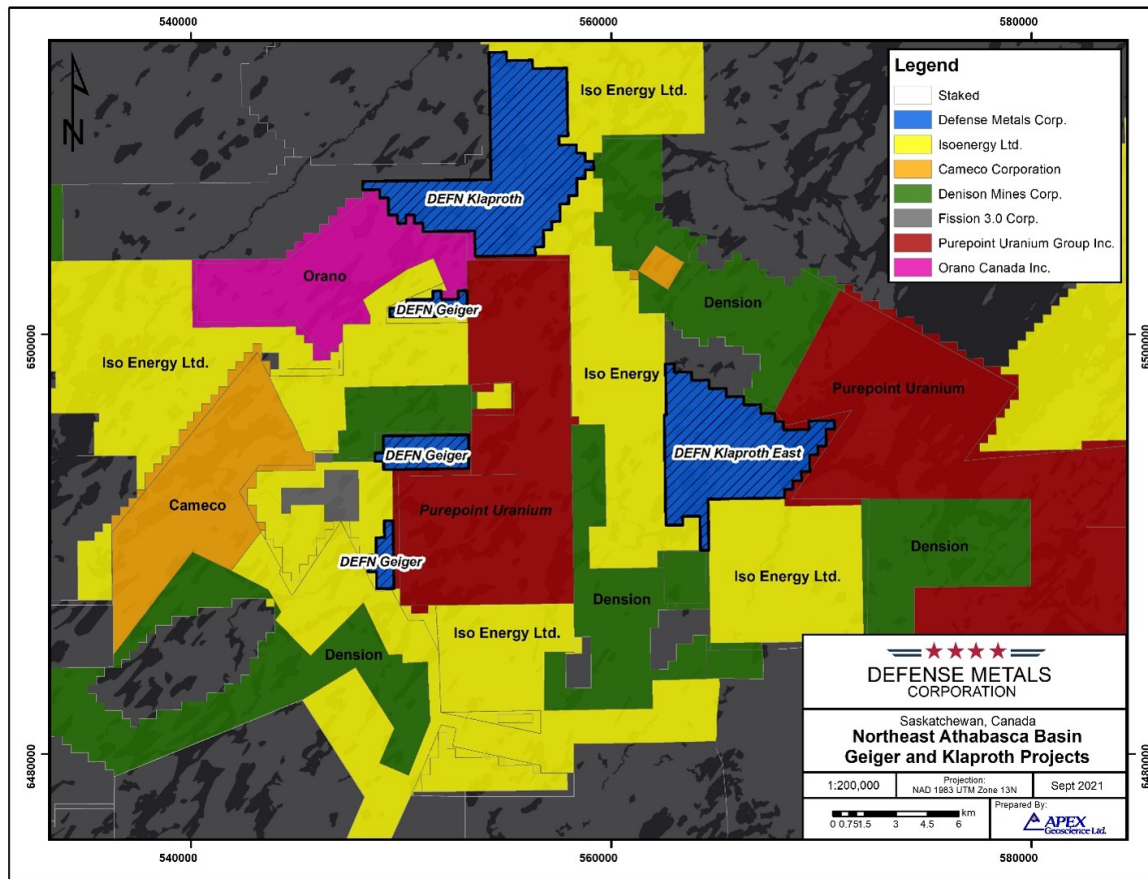 540000
560000
580000
Legend
Staked
Defense Metals Corp.
Isoenergy Ltd.
Cameco Corporation
Denison Mines Corp.
Fission 3.0 Corp.
Purepoint Uranium Group Inc.
Orano Canada Inc.
N
Iso Energy Ltd.
DEFN Klaproth
Orano
DEFN Geiger
Dension
6500000
6500000
Iso Energy Ltd.
Iso Energy
Purepoint Uranium
DEFN Geiger
DEFN Klaproth East
Cameco
Purepoint Uranium
DEFN Geiger
Dension
Iso Energy Ltd.
Dension
Iso Energy Ltd.
Dension
DEFENSE METALS
CORPORATION
Saskatchewan, Canada
Northeast Athabasca Basin
Geiger and Klaproth Projects
6480000
6480000
1:200,000
Projection:
NAD 1983 UTM Zone 13N
Sept 2021
0 0.75 1.5 3 4.5 6 km
Prepared By:
APEX
Geoscience Ltd.
540000
560000
580000